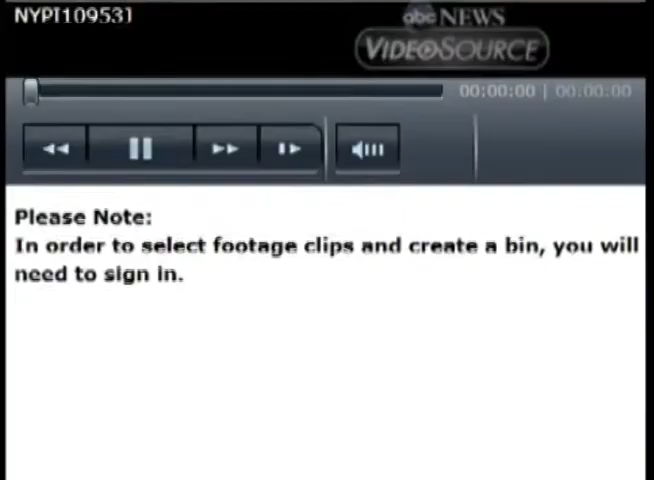 NYPT109531
abc NEWS
VIDEOSOURCE
00:00:00 | 00:00:00
Please Note:
In order to select footage clips and create a bin, you will
need to sign in.